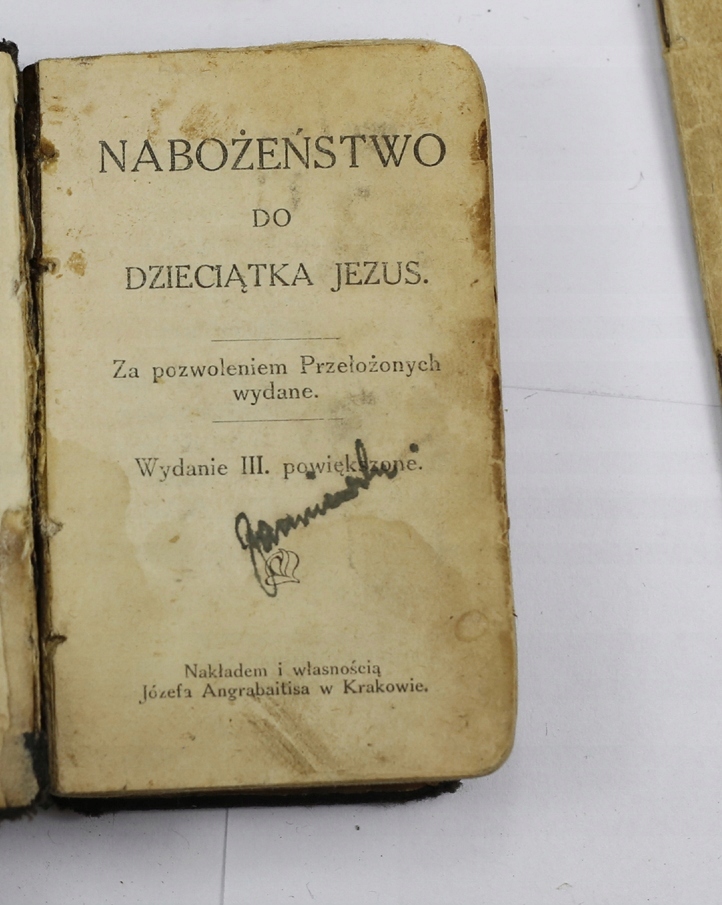 NABOŻEŃSTWO
DO
DZIECIĄTKA JEZUS.
Za pozwoleniem Przełożonych
wydane.
Wydanie III. powiększone.
Nakładem i własnością
Józefa Angrabaitisa w Krakowie.